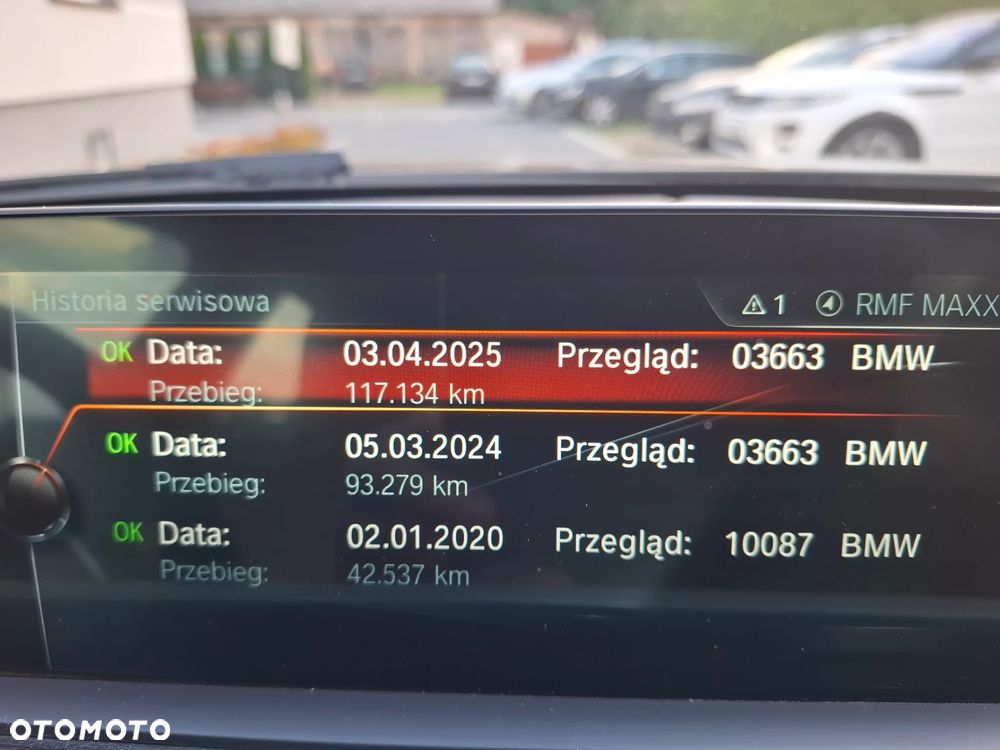 Historia serwisowa 1 RMF MAXX
OK Data: 03.04.2025 Przegląd: 03663 BMW
Przebieg: 117.134 km
OK Data: 05.03.2024 Przegląd: 03663 BMW
Przebieg: 93.279 km
OK Data: 02.01.2020 Przegląd: 10087 BMW
Przebieg: 42.537 km
OTOMOTO